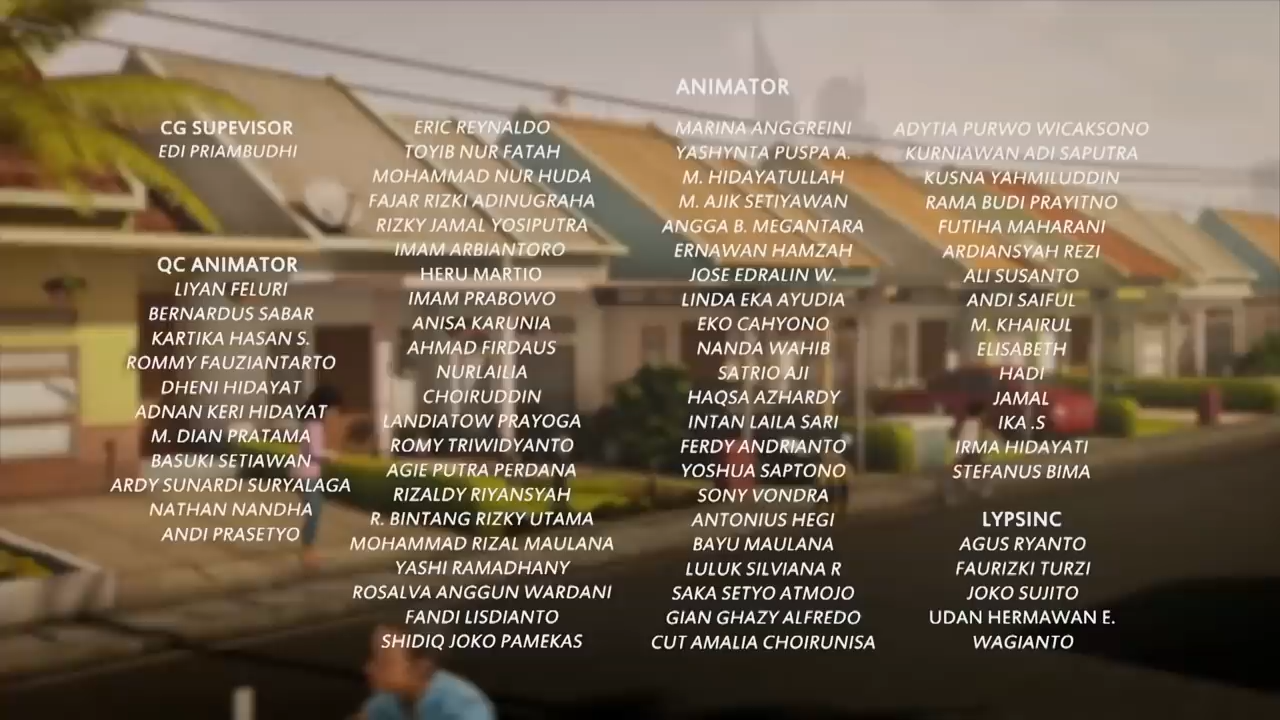 CG SUPEVISOR
EDI PRIAMBUDHI
QC ANIMATOR
LIYAN FELURI
BERNARDUS SABAR
KARTIKA HASAN S.
ROMMY FAUZIANTARTO
DHENI HIDAYAT
ADNAN KERI HIDAYAT
M. DIAN PRATAMA
BASUKI SETIAWAN
ARDY SUNARDI SURYALAGA
NATHAN NANDHA
ANDI PRASETYO
ANIMATOR
ERIC REYNALDO
TOYIB NUR FATAH
MOHAMMAD NUR HUDA
FAJAR RIZKI ADINUGRAHA
RIZKY JAMAL YOSIPUTRA
IMAM ARBIANTORO
HERU MARTIO
IMAM PRABOWO
ANISA KARUNIA
AHMAD FIRDAUS
NURLAILIA
CHOIRUDDIN
LANDIATOW PRAYOGA
ROMY TRIWIDYANTO
AGIE PUTRA PERDANA
RIZALDY RIYANSYAH
R. BINTANG RIZKY UTAMA
MOHAMMAD RIZAL MAULANA
YASHI RAMADHANY
ROSALVA ANGGUN WARDANI
FANDI LISDIANTO
SHIDIQ JOKO PAMEKAS
MARINA ANGGREINI
YASHYNTA PUSPA A.
M. HIDAYATULLAH
M. AJIK SETIYAWAN
ANGGA B. MEGANTARA
ERNAWAN HAMZAH
JOSE EDRALIN W.
LINDA EKA AYUDIA
EKO CAHYONO
NANDA WAHIB
SATRIO AJI
HAQSA AZHARDY
INTAN LAILA SARI
FERDY ANDRIANTO
YOSHUA SAPTONO
SONY VONDRA
ANTONIUS HEGI
BAYU MAULANA
LULUK SILVIANA R
SAKA SETYO ATMOJO
GIAN GHAZY ALFREDO
CUT AMALIA CHOIRUNISA
ADYTIA PURWO WICAKSONO
KURNIAWAN ADI SAPUTRA
KUSNA YAHMILUDDIN
RAMA BUDI PRAYITNO
FUTIHA MAHARANI
ARDIANSYAH REZI
ALI SUSANTO
ANDI SAIFUL
M. KHAIRUL
ELISABETH
HADI
JAMAL
IKA .S
IRMA HIDAYATI
STEFANUS BIMA
LYPSINC
AGUS RYANTO
FAURIZKI TURZI
JOKO SUJITO
UDAN HERMAWAN E.
WAGIANTO